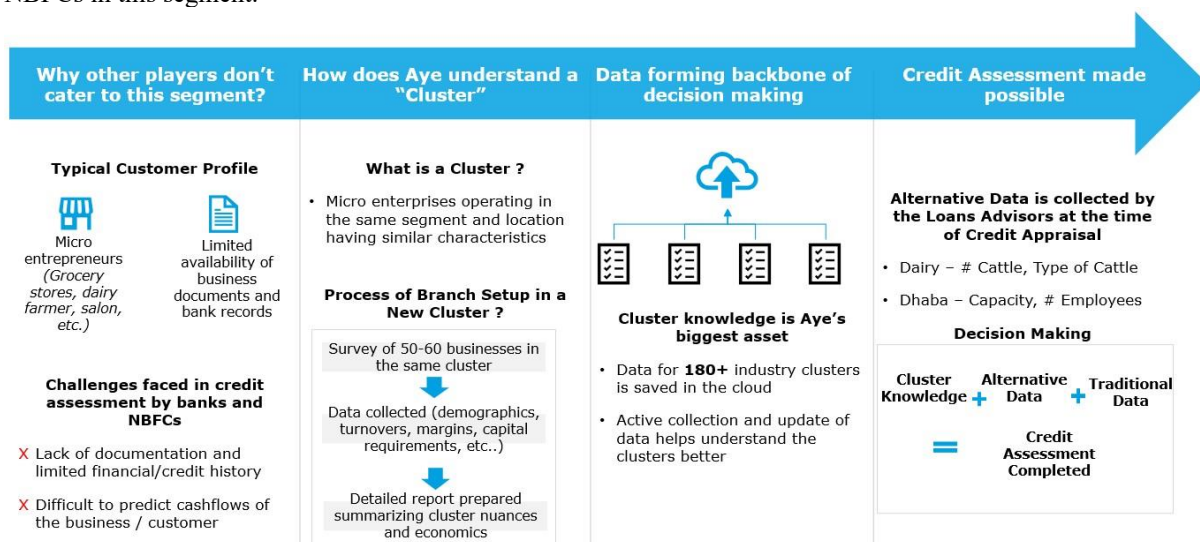 NBFCs in this segment.
Why other players don't
cater to this segment?
How does Aye understand a
"Cluster"
Data forming backbone of
decision making
Credit Assessment made
possible
Typical Customer Profile
Micro
entrepreneurs
(Grocery
stores, dairy
farmer, salon,
etc.)
Limited
availability of
business
documents and
bank records
Challenges faced in credit
assessment by banks and
NBFCs
X Lack of documentation and
limited financial/credit history
X Difficult to predict cashflows of
the business / customer
What is a Cluster ?
• Micro enterprises operating in
the same segment and location
having similar characteristics
Process of Branch Setup in a
New Cluster ?
Survey of 50-60 businesses in
the same cluster
Data collected (demographics,
turnovers, margins, capital
requirements, etc..)
Detailed report prepared
summarizing cluster nuances
and economics
Cluster knowledge is Aye's
biggest asset
• Data for 180+ industry clusters
is saved in the cloud
• Active collection and update of
data helps understand the
clusters better
Alternative Data is collected by
the Loans Advisors at the time
of Credit Appraisal
• Dairy – # Cattle, Type of Cattle
• Dhaba – Capacity, # Employees
Decision Making
Cluster
Knowledge
+
Alternative
Data
+
Traditional
Data
=
Credit
Assessment
Completed